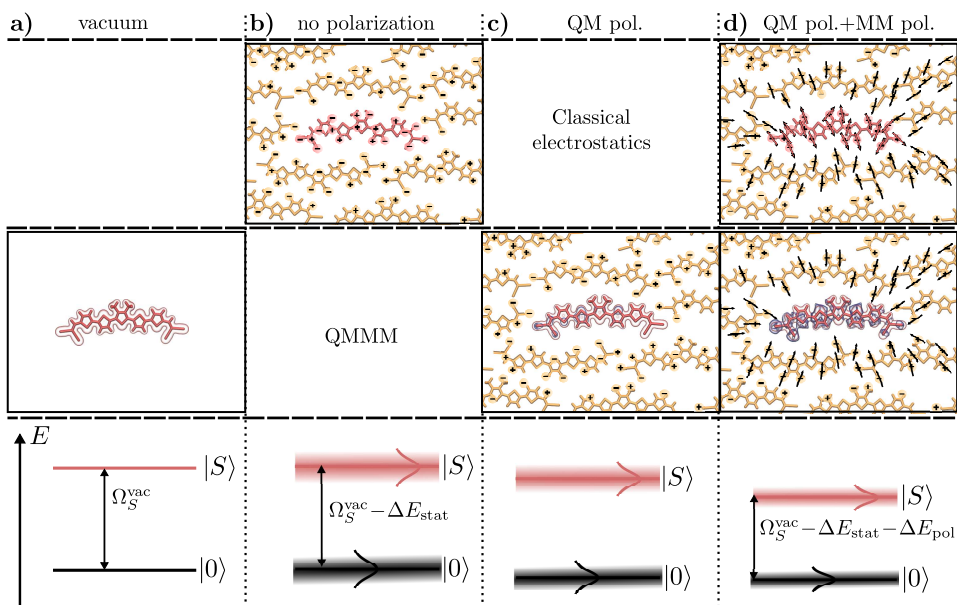 a) vacuum
b) no polarization
c) QM pol.
d) QM pol.+MM pol.
Classical
electrostatics
QMMM
E
|S⟩
Ω_S^vac
|0⟩
|S⟩
Ω_S^vac−ΔE_stat
|0⟩
|S⟩
|0⟩
|S⟩
Ω_S^vac−ΔE_stat−ΔE_pol
|0⟩